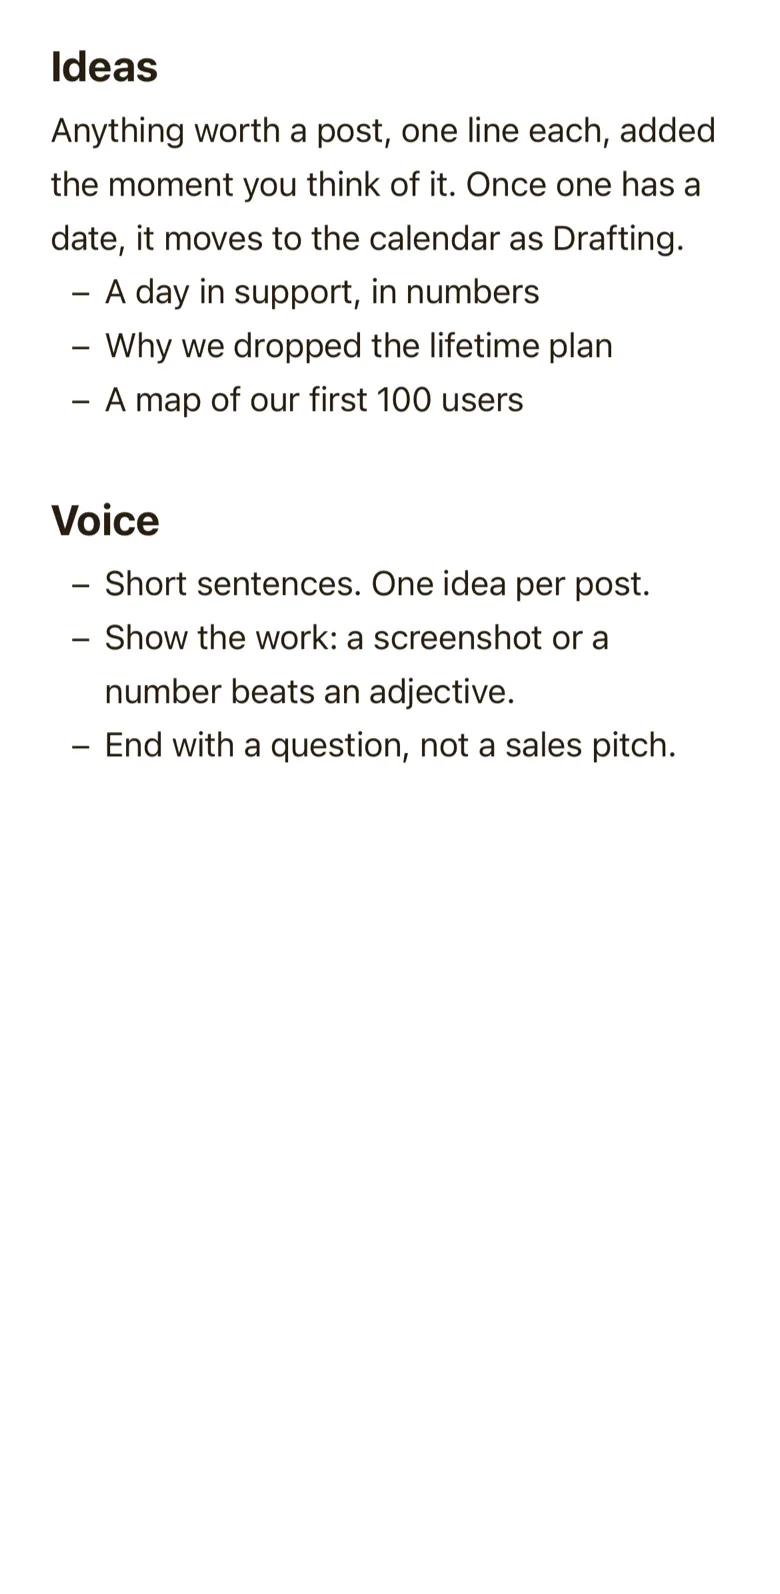 Ideas
Anything worth a post, one line each, added
the moment you think of it. Once one has a
date, it moves to the calendar as Drafting.
– A day in support, in numbers
– Why we dropped the lifetime plan
– A map of our first 100 users
Voice
– Short sentences. One idea per post.
– Show the work: a screenshot or a
number beats an adjective.
– End with a question, not a sales pitch.